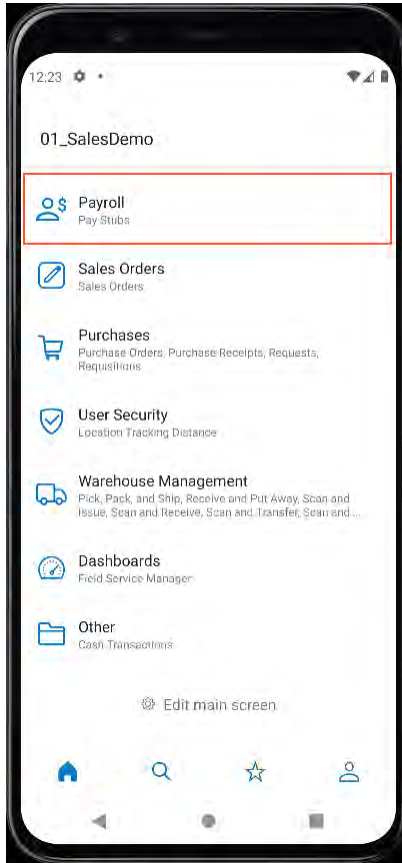 12:23
01_SalesDemo
Payroll
Pay Stubs
Sales Orders
Sales Orders
Purchases
Purchase Orders, Purchase Receipts, Requests,
Requisitions
User Security
Location Tracking Distance
Warehouse Management
Pick, Pack, and Ship, Receive and Put Away, Scan and
Issue, Scan and Receive, Scan and Transfer, Scan and ...
Dashboards
Field Service Manager
Other
Cash Transactions
Edit main screen